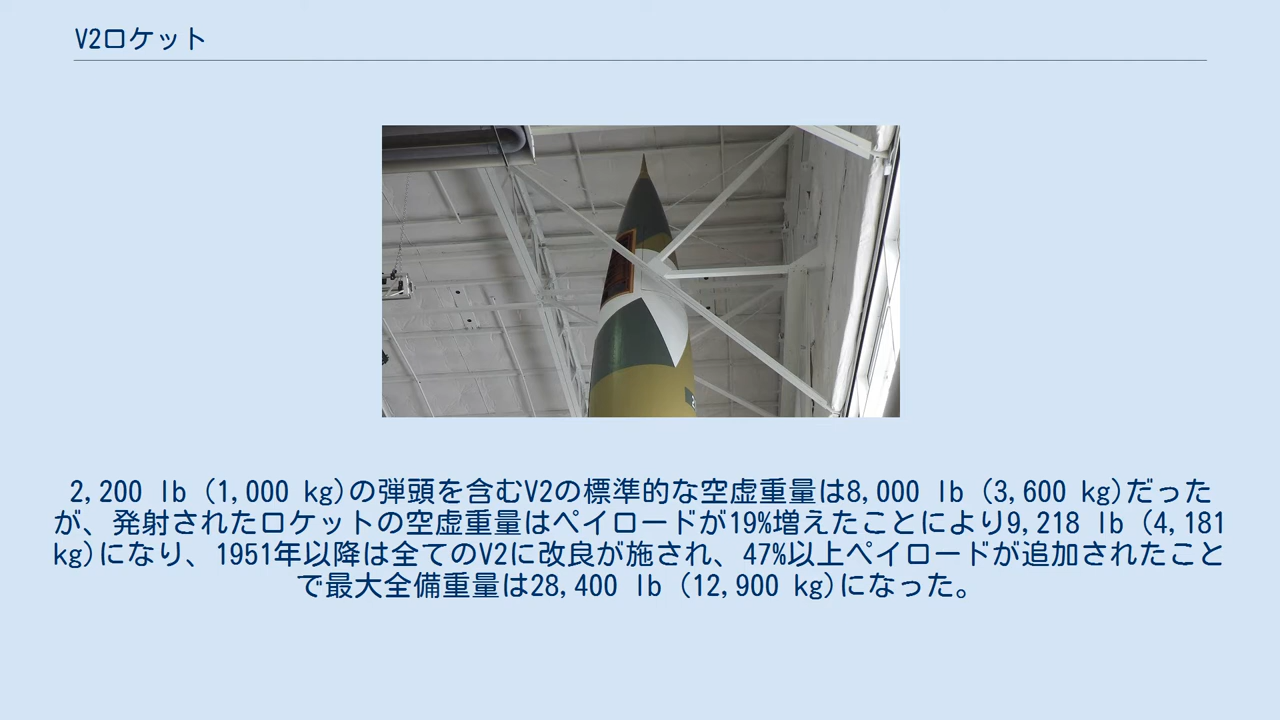 V2ロケット
2,200 lb (1,000 kg)の弾頭を含むV2の標準的な空虚重量は8,000 lb (3,600 kg)だった
が、発射されたロケットの空虚重量はペイロードが19%増えたことにより9,218 lb (4,181
kg)になり、1951年以降は全てのV2に改良が施され、47%以上ペイロードが追加されたこと
で最大全備重量は28,400 lb (12,900 kg)になった。